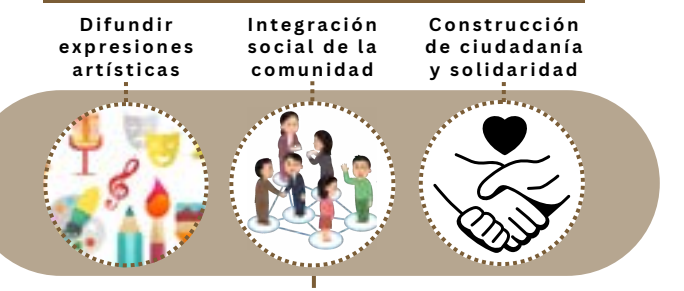 Difundir
expresiones
artísticas
Integración
social de la
comunidad
Construcción
de ciudadanía
y solidaridad